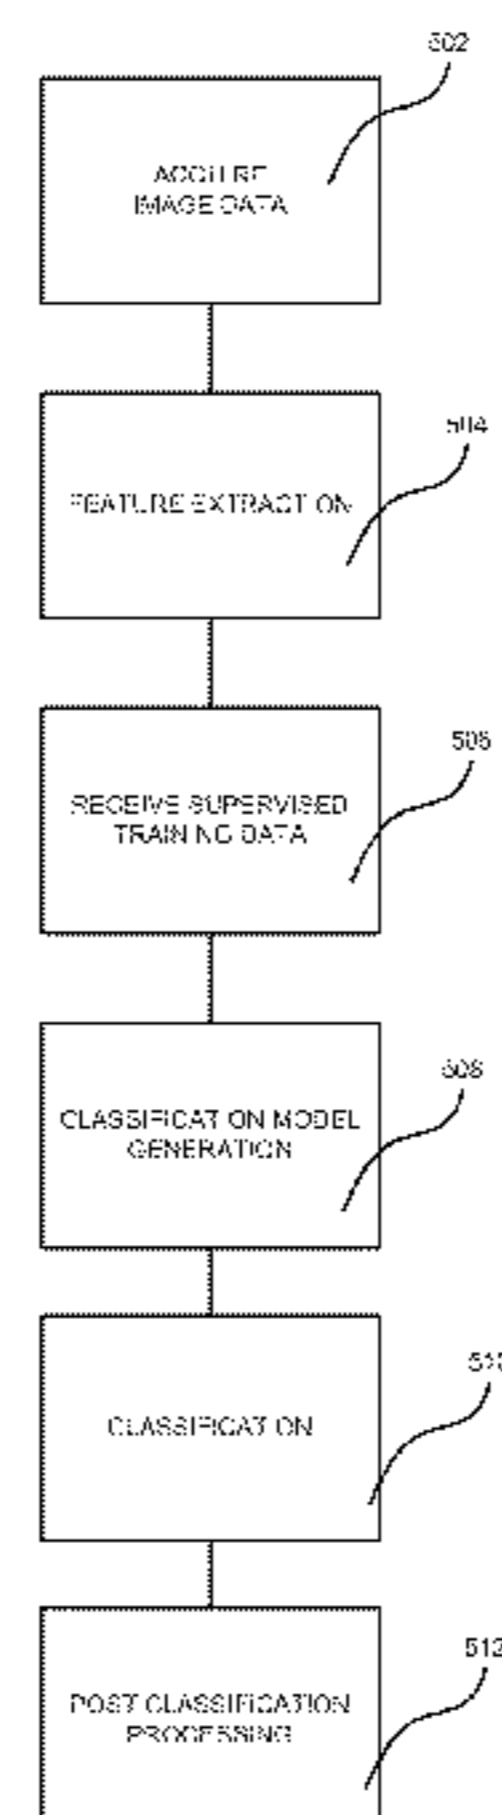 502
ACQUIRE
IMAGE DATA
504
FEATURE EXTRACTION
506
RECEIVE SUPERVISED
TRAINING DATA
508
CLASSIFICATION MODEL
GENERATION
510
CLASSIFICATION
512
POST CLASSIFICATION
PROCESSING